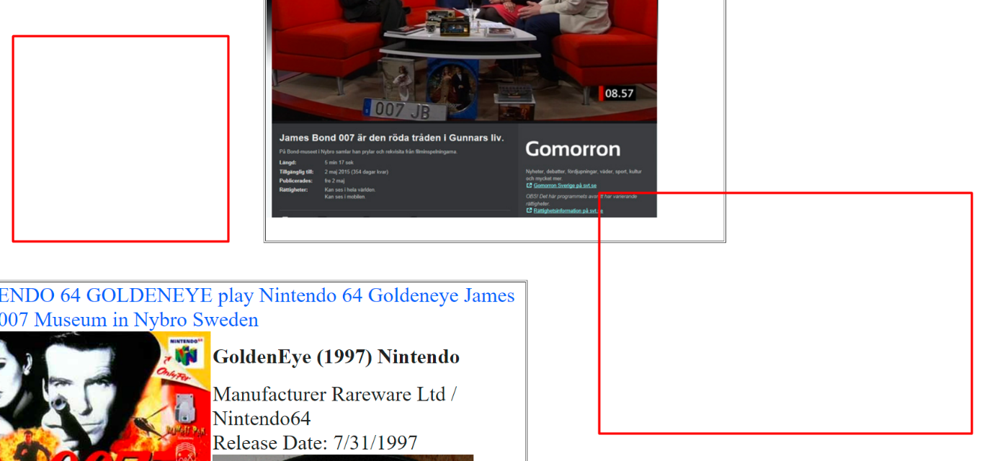 08.57
007 JB
James Bond 007 är den röda tråden i Gunnars liv.
På Bond-museet i Nybro samlar han prylar och rekvisita från filminspelningarna.
Längd: 5 min 17 sek
Tillgänglig till: 2 maj 2015 (354 dagar kvar)
Publicerades: fre 2 maj
Rättigheter: Kan ses i hela världen.
Kan ses i mobilen.
Gomorron
Nyheter, debatter, fördjupningar, väder, sport, kultur
och mycket mer.
Gomorron Sverige på svt.se
OBS! Det här programmets avsnitt har varierande
rättigheter.
Rättighetsinformation på svt.se
ENDO 64 GOLDENEYE play Nintendo 64 Goldeneye James
007 Museum in Nybro Sweden
NINTENDO 64
Only For
RUMBLE PAK
GoldenEye (1997) Nintendo
Manufacturer Rareware Ltd /
Nintendo64
Release Date: 7/31/1997
007